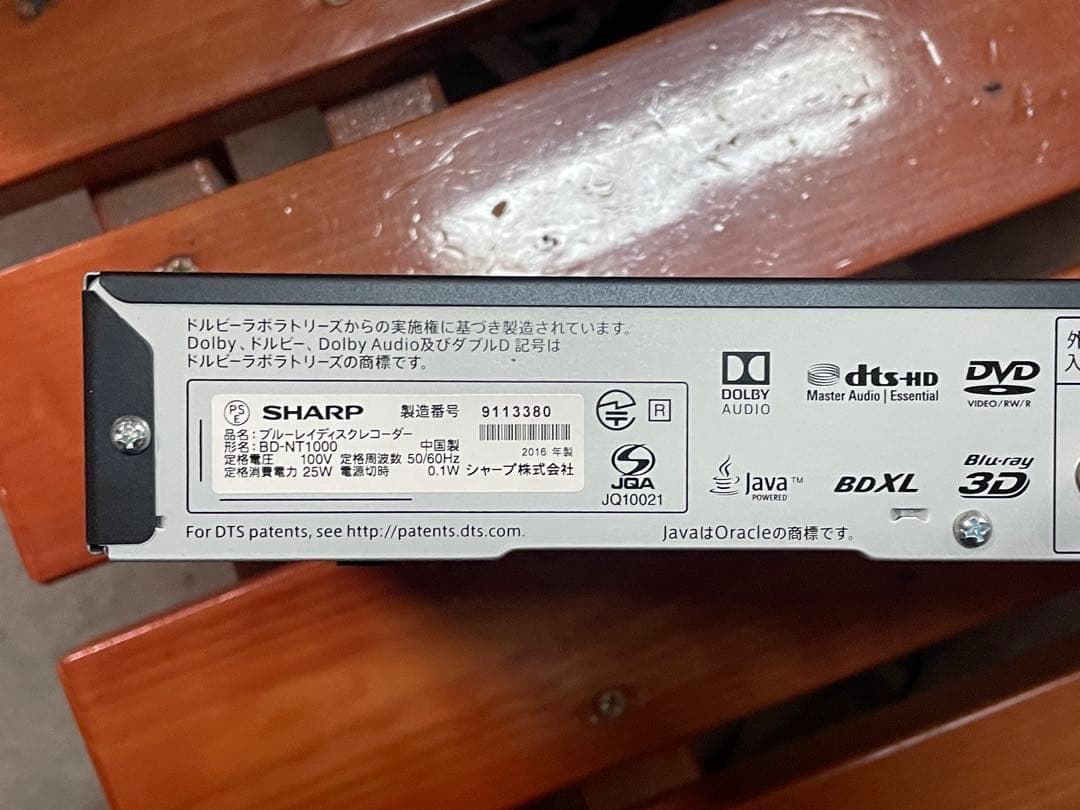 ドルビーラボラトリーズからの実施権に基づき製造されています。
Dolby、ドルビー、Dolby Audio及びダブルD 記号は
ドルビーラボラトリーズの商標です。
PS
E
SHARP 製造番号 9113380
品名：ブルーレイディスクレコーダー
形名：BD-NT1000 中国製 2016 年製
定格電圧 100V 定格周波数 50/60Hz
定格消費電力 25W 電源切時 0.1W シャープ株式会社
R
JQA
JQ10021
DOLBY
AUDIO
dts-HD
Master Audio | Essential
DVD
VIDEO/RW/R
Java™
POWERED
BDXL
Blu-ray
3D
For DTS patents, see http://patents.dts.com.
JavaはOracleの商標です。
外
入